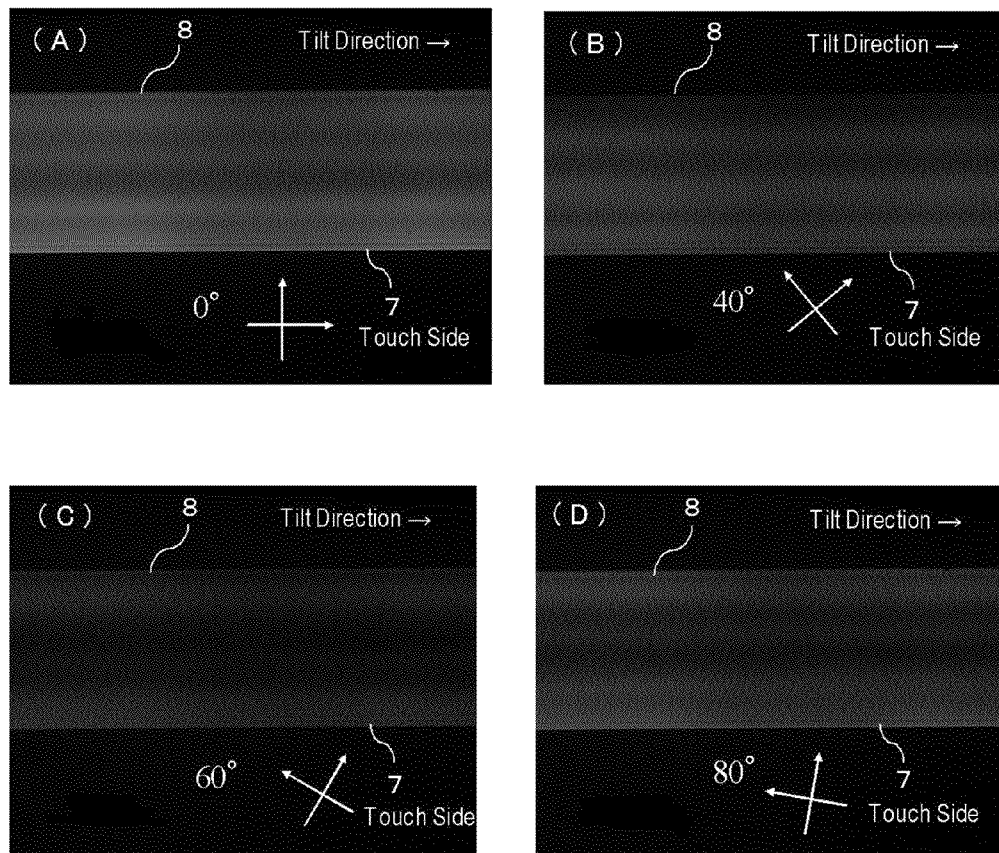 (A)
8
Tilt Direction →
0°
7
Touch Side
(B)
8
Tilt Direction →
40°
7
Touch Side
(C)
8
Tilt Direction →
60°
7
Touch Side
(D)
8
Tilt Direction →
80°
7
Touch Side